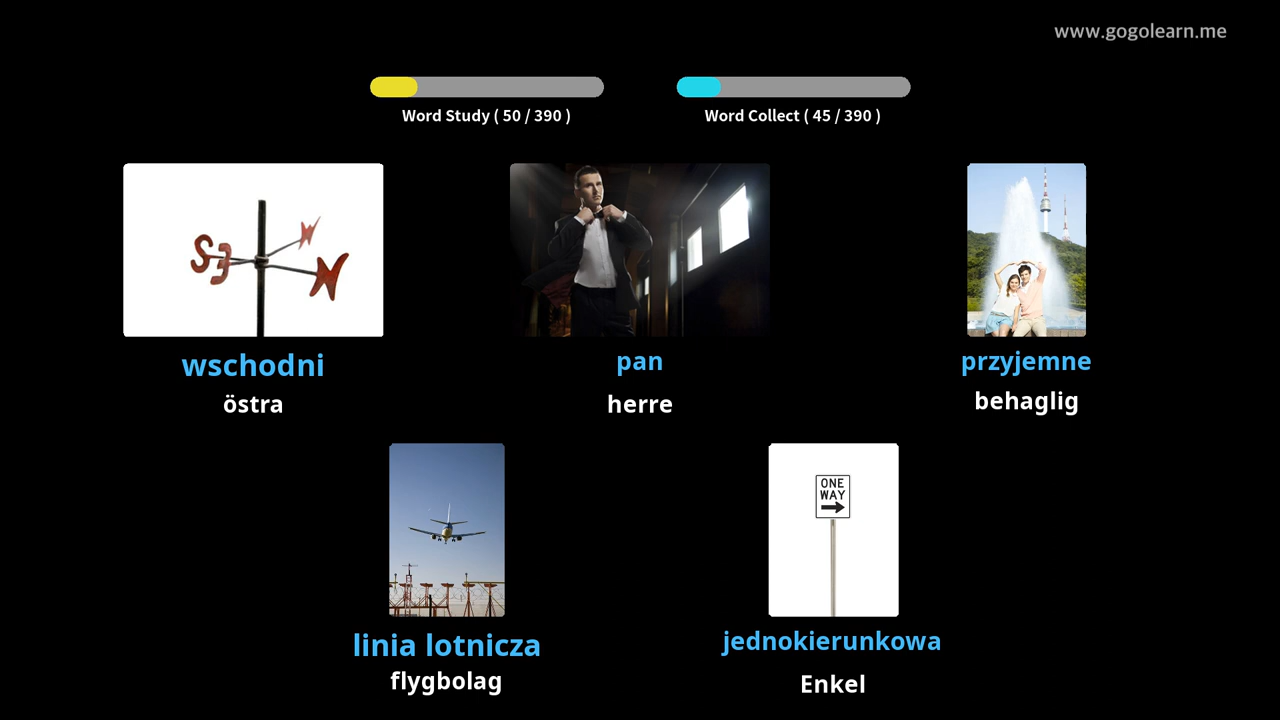 www.gogolearn.me
Word Study ( 50 / 390 )
Word Collect ( 45 / 390 )
S E W N
wschodni
östra
pan
herre
przyjemne
behaglig
ONE
WAY
linia lotnicza
flygbolag
jednokierunkowa
Enkel